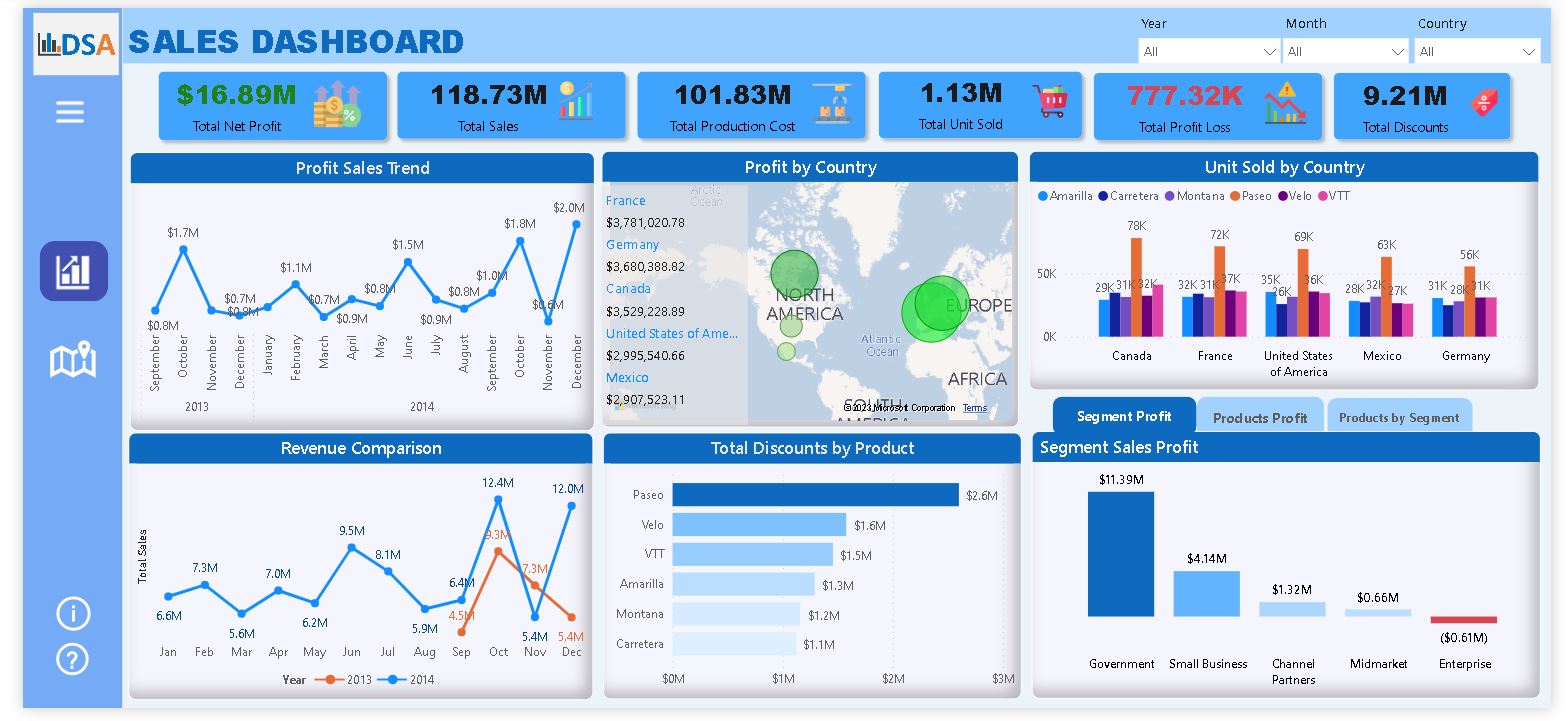 DSA
SALES DASHBOARD
Year
Month
Country
All
All
All
$16.89M
Total Net Profit
118.73M
Total Sales
101.83M
Total Production Cost
1.13M
Total Unit Sold
777.32K
Total Profit Loss
9.21M
Total Discounts
Profit Sales Trend
$0.8M
$1.7M
$0.7M
$0.8M
$1.1M
$0.7M
$0.9M
$0.8M
$1.5M
$0.9M
$0.8M
$1.0M
$1.8M
$0.6M
$2.0M
September
October
November
December
January
February
March
April
May
June
July
August
September
October
November
December
2013
2014
Profit by Country
France
$3,781,020.78
Germany
$3,680,388.82
Canada
$3,529,228.89
United States of Ame...
$2,995,540.66
Mexico
$2,907,523.11
Arctic
Ocean
NORTH
AMERICA
EUROPE
Atlantic
Ocean
AFRICA
SOUTH
AMERICA
© 2023 Microsoft Corporation Terms
Unit Sold by Country
Amarilla Carretera Montana Paseo Velo VTT
50K
0K
29K 31K 78K 32K
32K 31K 72K 37K
35K 26K 69K 36K
28K 32K 63K 27K
31K 28K 56K 31K
Canada
France
United States
of America
Mexico
Germany
Revenue Comparison
Total Sales
6.6M
7.3M
5.6M
7.0M
6.2M
9.5M
8.1M
5.9M
6.4M
4.5M
12.4M
9.3M
7.3M
5.4M
12.0M
5.4M
Jan Feb Mar Apr May Jun Jul Aug Sep Oct Nov Dec
Year 2013 2014
Total Discounts by Product
Paseo $2.6M
Velo $1.6M
VTT $1.5M
Amarilla $1.3M
Montana $1.2M
Carretera $1.1M
$0M $1M $2M $3M
Segment Profit
Products Profit
Products by Segment
Segment Sales Profit
$11.39M
$4.14M
$1.32M
$0.66M
($0.61M)
Government
Small Business
Channel
Partners
Midmarket
Enterprise